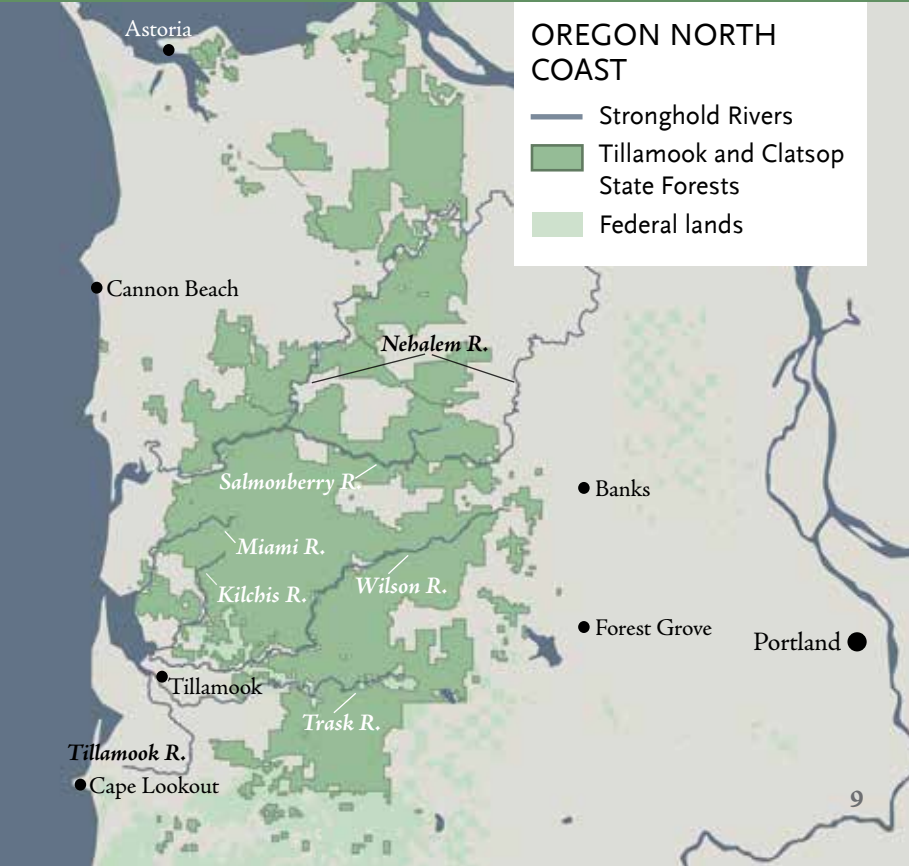 Astoria
OREGON NORTH
COAST
Stronghold Rivers
Tillamook and Clatsop
State Forests
Federal lands
Cannon Beach
Nehalem R.
Salmonberry R.
Banks
Miami R.
Wilson R.
Kilchis R.
Forest Grove
Portland
Tillamook
Trask R.
Tillamook R.
Cape Lookout
9